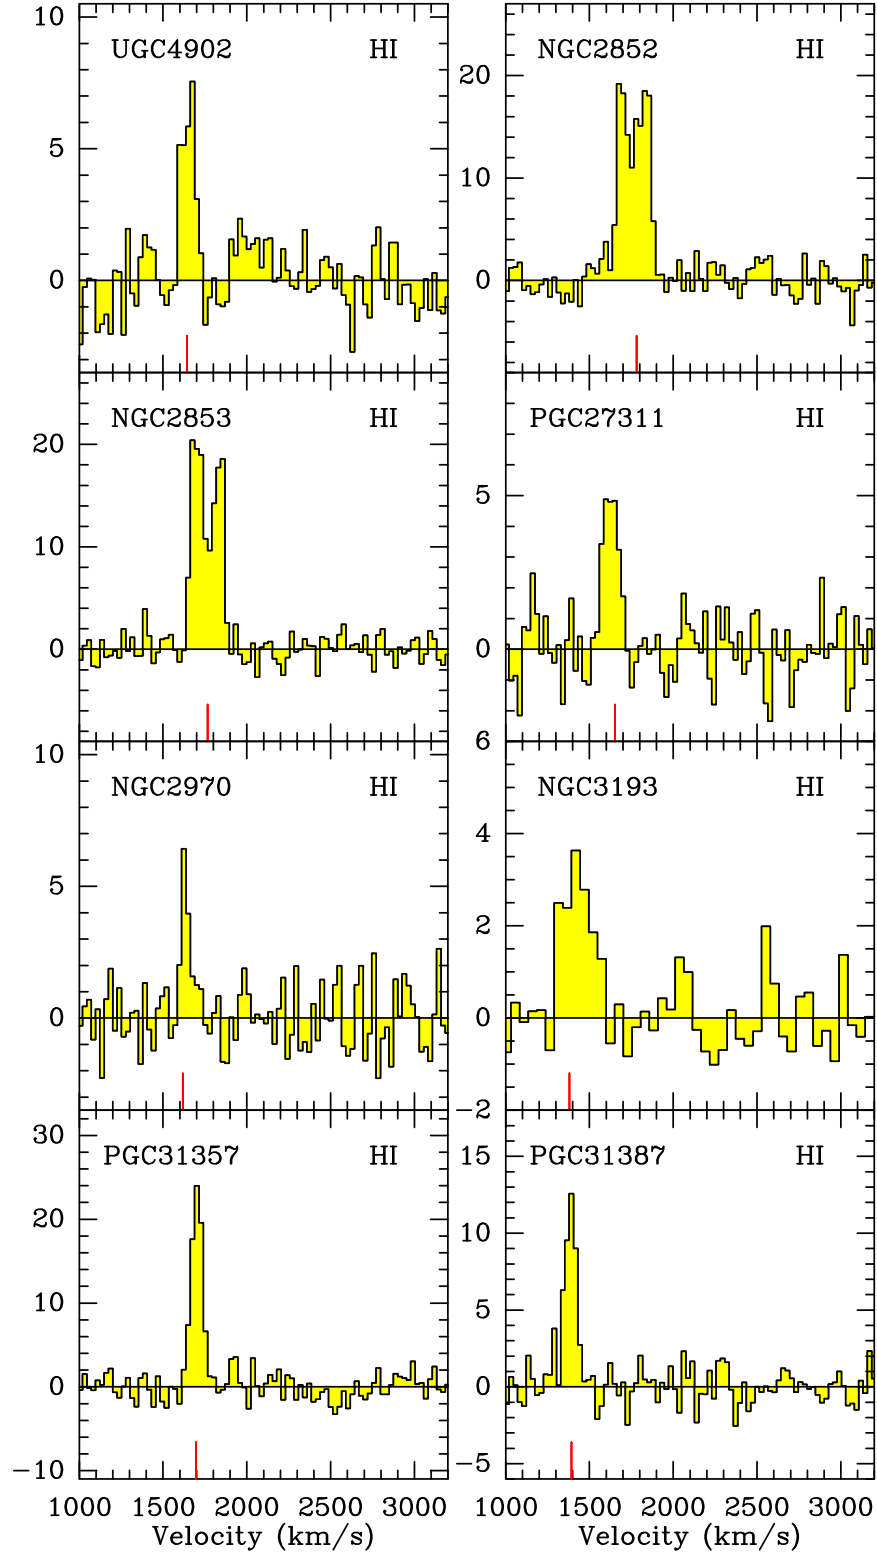 UGC4902 HI
10
5
0
NGC2852 HI
20
10
0
NGC2853 HI
20
10
0
PGC27311 HI
5
0
NGC2970 HI
10
5
0
NGC3193 HI
6
4
2
0
−2
PGC31357 HI
30
20
10
0
−10
PGC31387 HI
15
10
5
0
−5
1000 1500 2000 2500 3000
Velocity (km/s)
1000 1500 2000 2500 3000
Velocity (km/s)